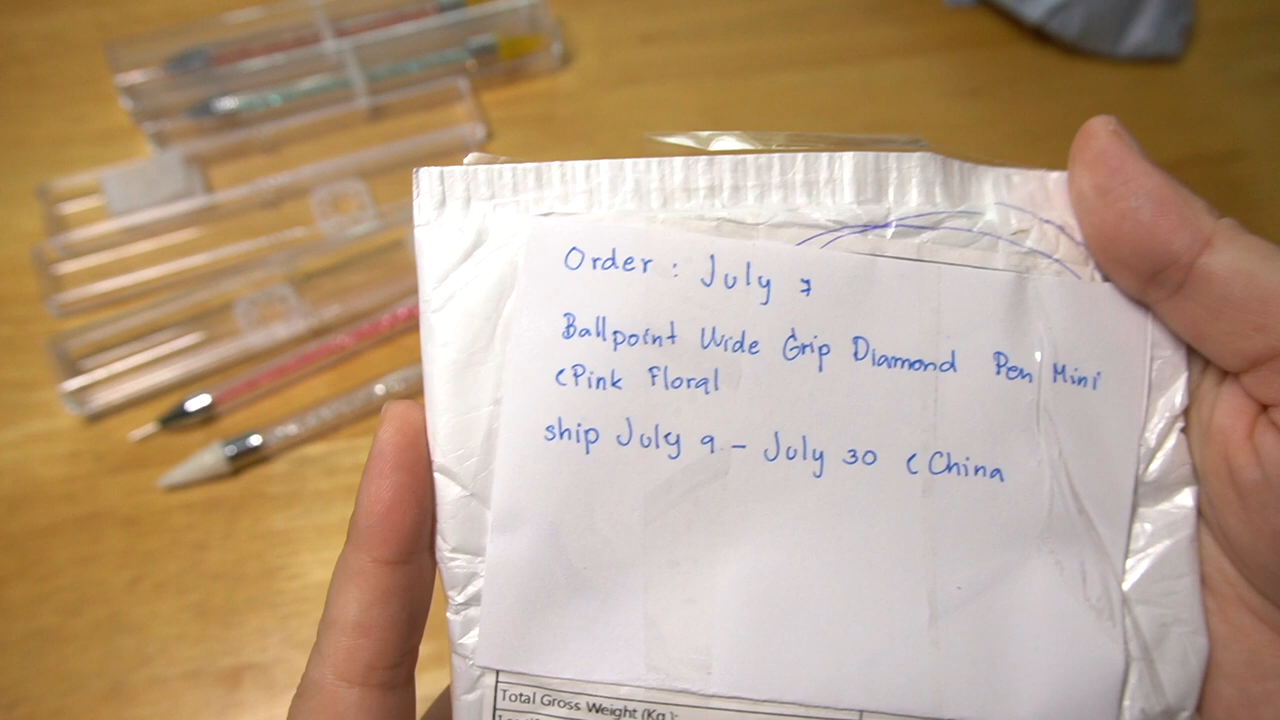 Order : July 7
Ballpoint Wide Grip Diamond Pen Mini
(Pink Floral
ship July 9 - July 30 (China
Total Gross Weight (Kg.):